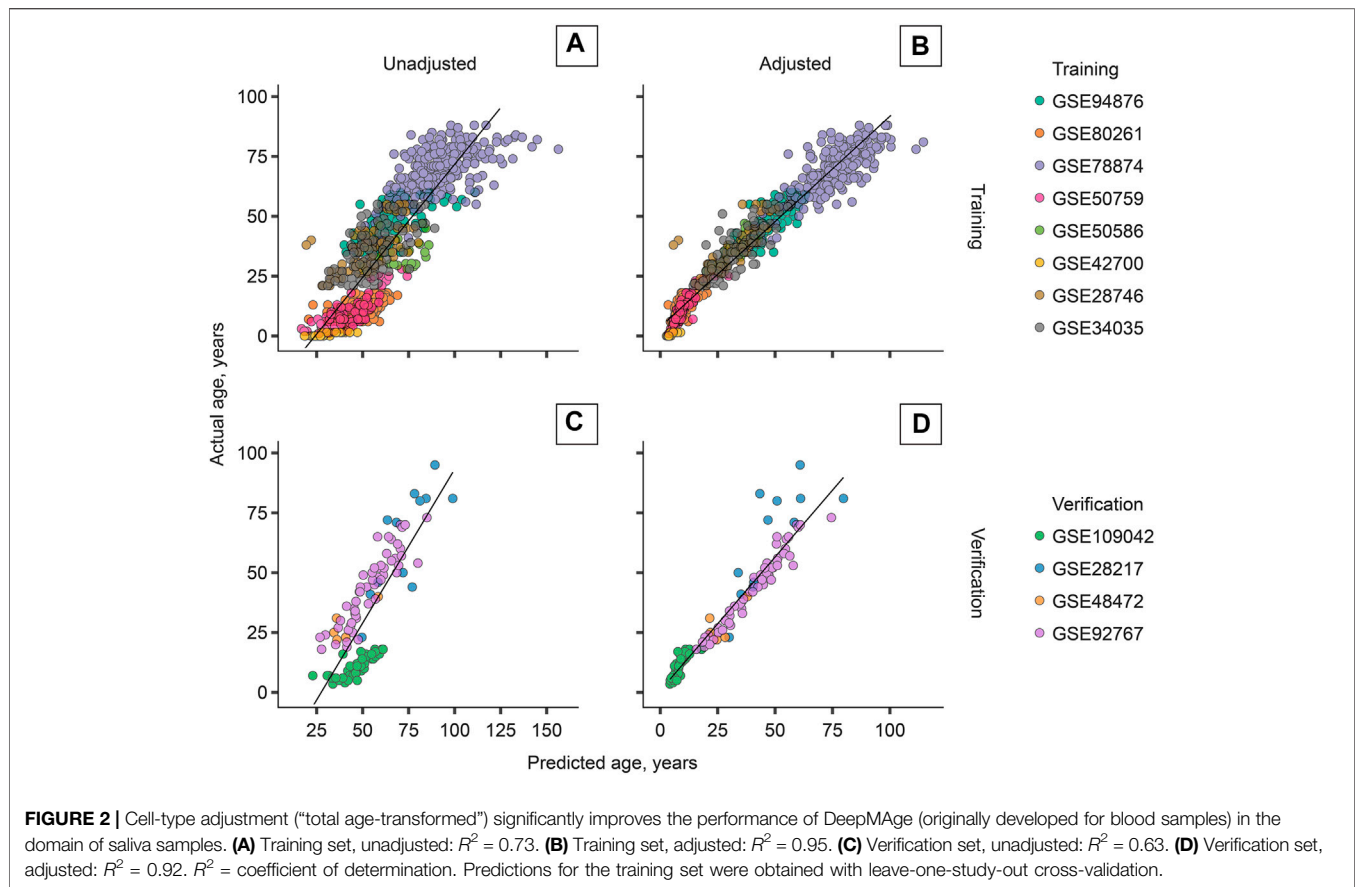 A
B
Unadjusted
Adjusted
Training
GSE94876
GSE80261
GSE78874
GSE50759
GSE50586
GSE42700
GSE28746
GSE34035
100
75
50
25
0
Training
Actual age, years
C
D
100
75
50
25
0
Verification
GSE109042
GSE28217
GSE48472
GSE92767
Verification
25 50 75 100 125 150
0 25 50 75 100
Predicted age, years
FIGURE 2 | Cell-type adjustment (“total age-transformed”) significantly improves the performance of DeepMAge (originally developed for blood samples) in the
domain of saliva samples. (A) Training set, unadjusted: R² = 0.73. (B) Training set, adjusted: R² = 0.95. (C) Verification set, unadjusted: R² = 0.63. (D) Verification set,
adjusted: R² = 0.92. R² = coefficient of determination. Predictions for the training set were obtained with leave-one-study-out cross-validation.